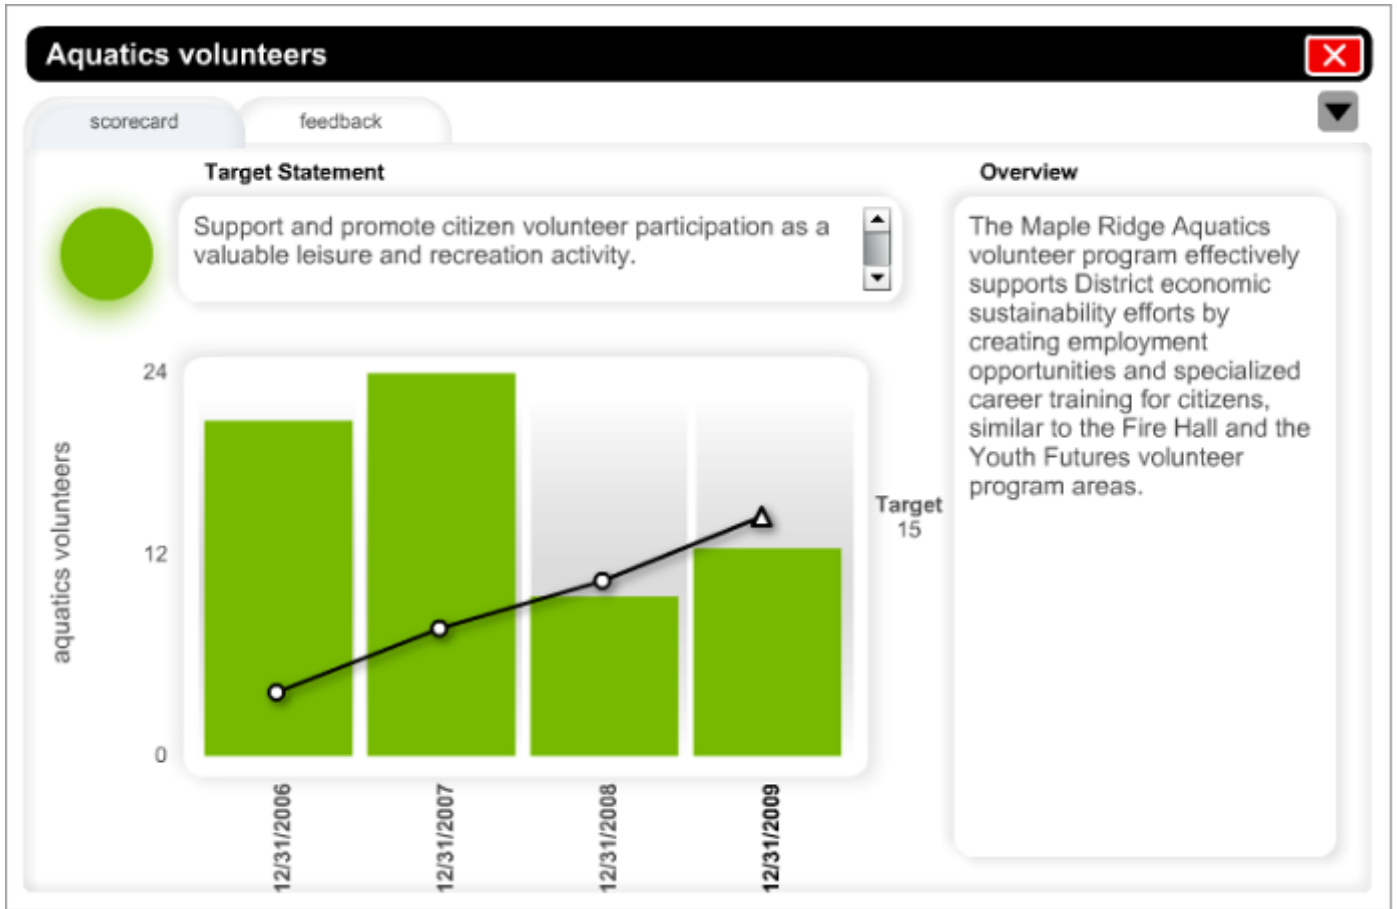 Aquatics volunteers
scorecard
feedback
Target Statement
Support and promote citizen volunteer participation as a
valuable leisure and recreation activity.
Overview
The Maple Ridge Aquatics
volunteer program effectively
supports District economic
sustainability efforts by
creating employment
opportunities and specialized
career training for citizens,
similar to the Fire Hall and the
Youth Futures volunteer
program areas.
aquatics volunteers
24
12
0
Target
15
12/31/2006
12/31/2007
12/31/2008
12/31/2009